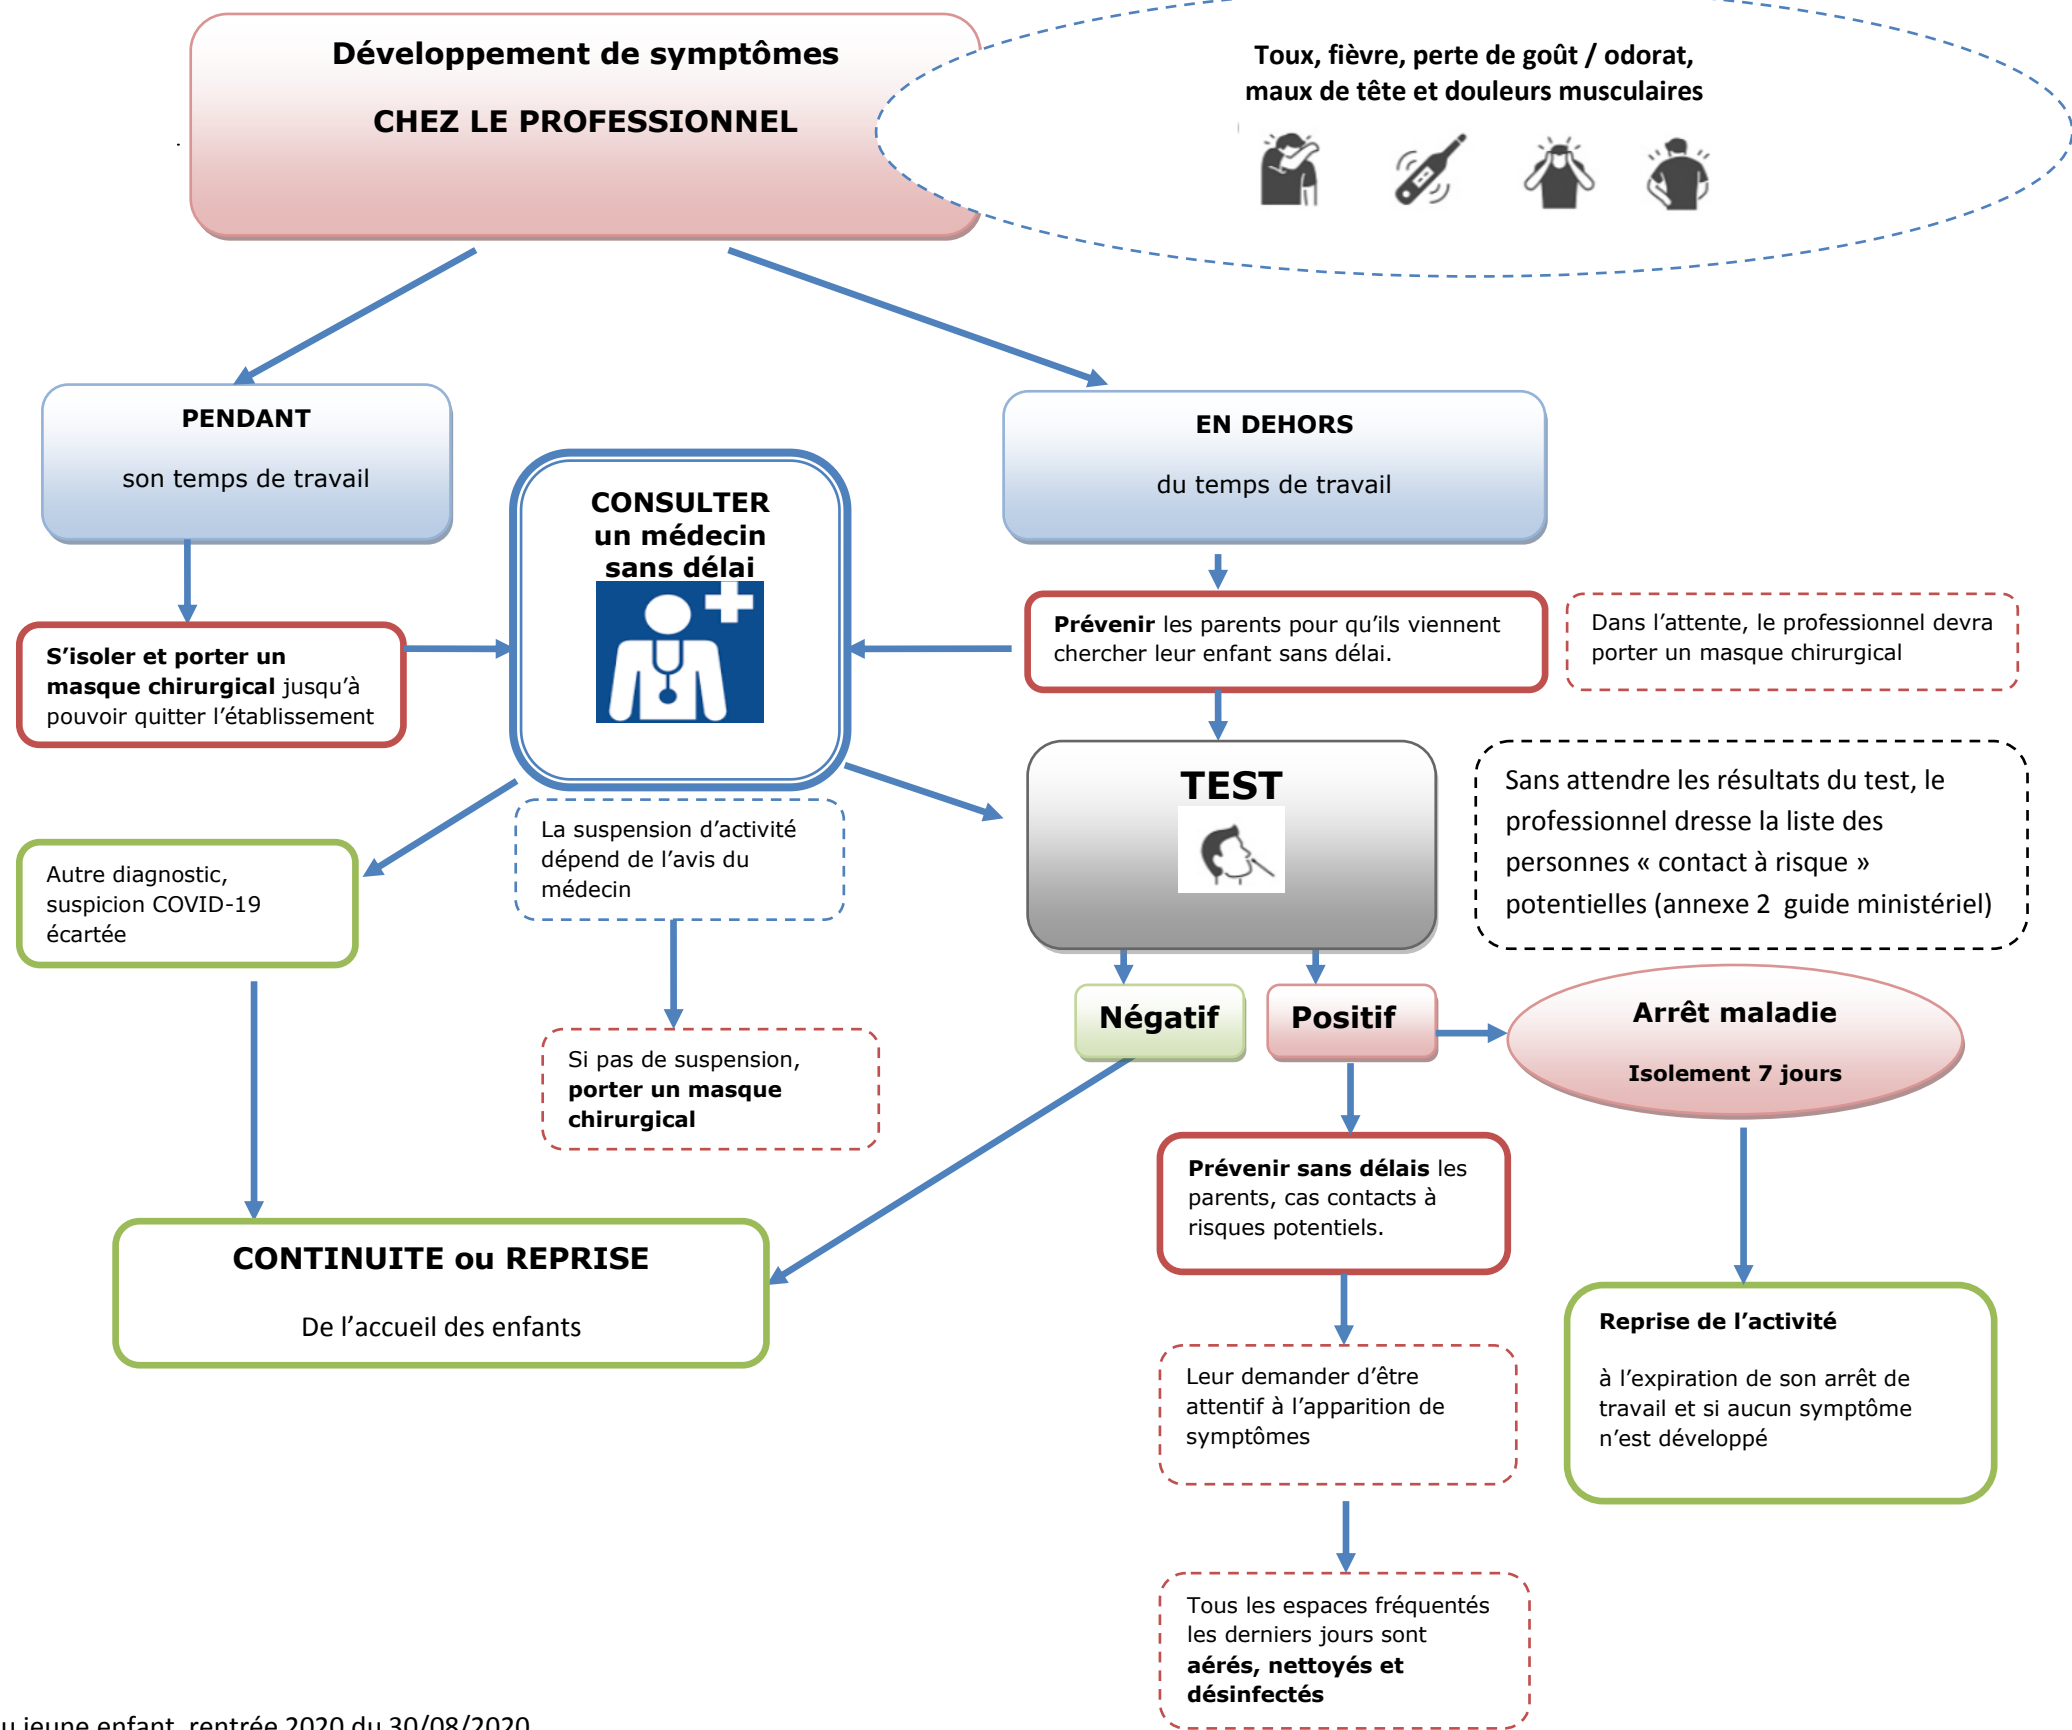 Développement de symptômes
CHEZ LE PROFESSIONNEL
Toux, fièvre, perte de goût / odorat,
maux de tête et douleurs musculaires
PENDANT
son temps de travail
EN DEHORS
du temps de travail
CONSULTER
un médecin
sans délai
S’isoler et porter un
masque chirurgical jusqu’à
pouvoir quitter l’établissement
Prévenir les parents pour qu’ils viennent
chercher leur enfant sans délai.
Dans l’attente, le professionnel devra
porter un masque chirurgical
TEST
Sans attendre les résultats du test, le
professionnel dresse la liste des
personnes « contact à risque »
potentielles (annexe 2  guide ministériel)
La suspension d’activité
dépend de l’avis du
médecin
Autre diagnostic,
suspicion COVID-19
écartée
Si pas de suspension,
porter un masque
chirurgical
Négatif
Positif
Arrêt maladie
Isolement 7 jours
Prévenir sans délais les
parents, cas contacts à
risques potentiels.
CONTINUITE ou REPRISE
De l’accueil des enfants
Leur demander d’être
attentif à l’apparition de
symptômes
Reprise de l’activité
à l’expiration de son arrêt de
travail et si aucun symptôme
n’est développé
Tous les espaces fréquentés
les derniers jours sont
aérés, nettoyés et
désinfectés
u jeune enfant, rentrée 2020 du 30/08/2020